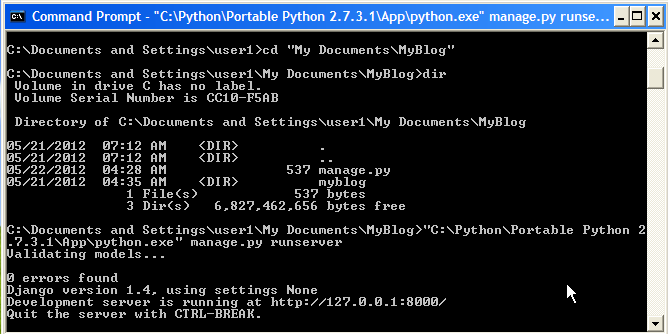 Command Prompt - "C:\Python\Portable Python 2.7.3.1\App\python.exe" manage.py runse...
C:\Documents and Settings\user1>cd "My Documents\MyBlog"
C:\Documents and Settings\user1\My Documents\MyBlog>dir
Volume in drive C has no label.
Volume Serial Number is CC10-F5AB
Directory of C:\Documents and Settings\user1\My Documents\MyBlog
05/21/2012  07:12 AM    <DIR>          .
05/21/2012  07:12 AM    <DIR>          ..
05/22/2012  04:28 AM               537 manage.py
05/21/2012  04:35 AM    <DIR>          myblog
1 File(s)            537 bytes
3 Dir(s)   6,827,462,656 bytes free
C:\Documents and Settings\user1\My Documents\MyBlog>"C:\Python\Portable Python 2
.7.3.1\App\python.exe" manage.py runserver
Validating models...
0 errors found
Django version 1.4, using settings None
Development server is running at http://127.0.0.1:8000/
Quit the server with CTRL-BREAK.